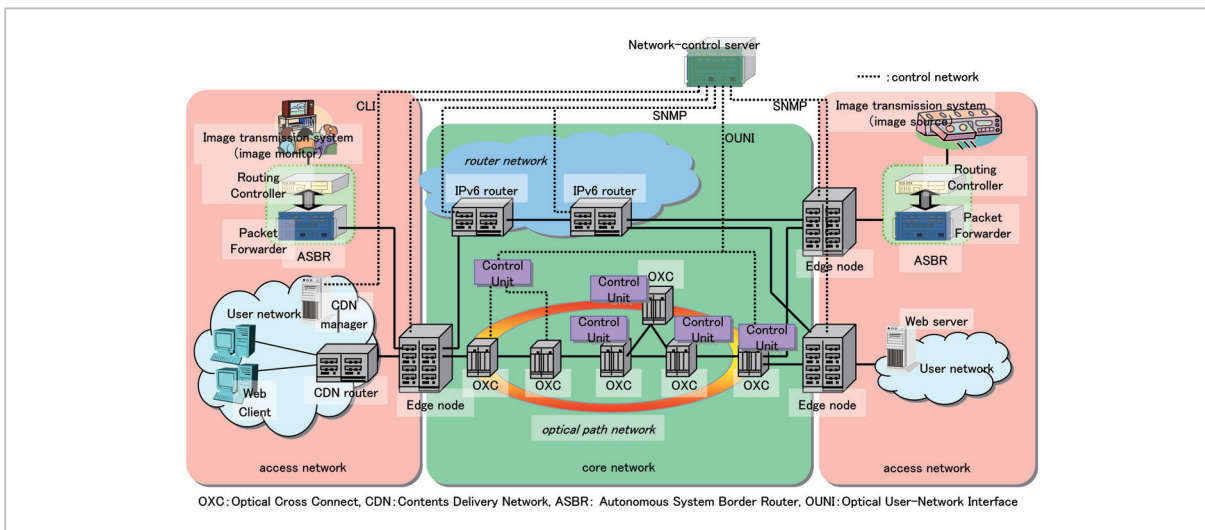 Network-control server
:control network
CLI
SNMP
SNMP
OUNI
Image transmission system
(image monitor)
Image transmission system
(image source)
Routing
Controller
Packet
Forwarder
ASBR
router network
IPv6 router
IPv6 router
Routing
Controller
Packet
Forwarder
ASBR
Edge node
Control
Unit
Control
Unit
OXC
Control
Unit
Control
Unit
Control
Unit
User network
CDN
manager
Web
Client
CDN router
Edge node
OXC
OXC
OXC
OXC
OXC
Edge node
Web server
User network
optical path network
access network
core network
access network
OXC:Optical Cross Connect, CDN:Contents Delivery Network, ASBR: Autonomous System Border Router, OUNI:Optical User-Network Interface